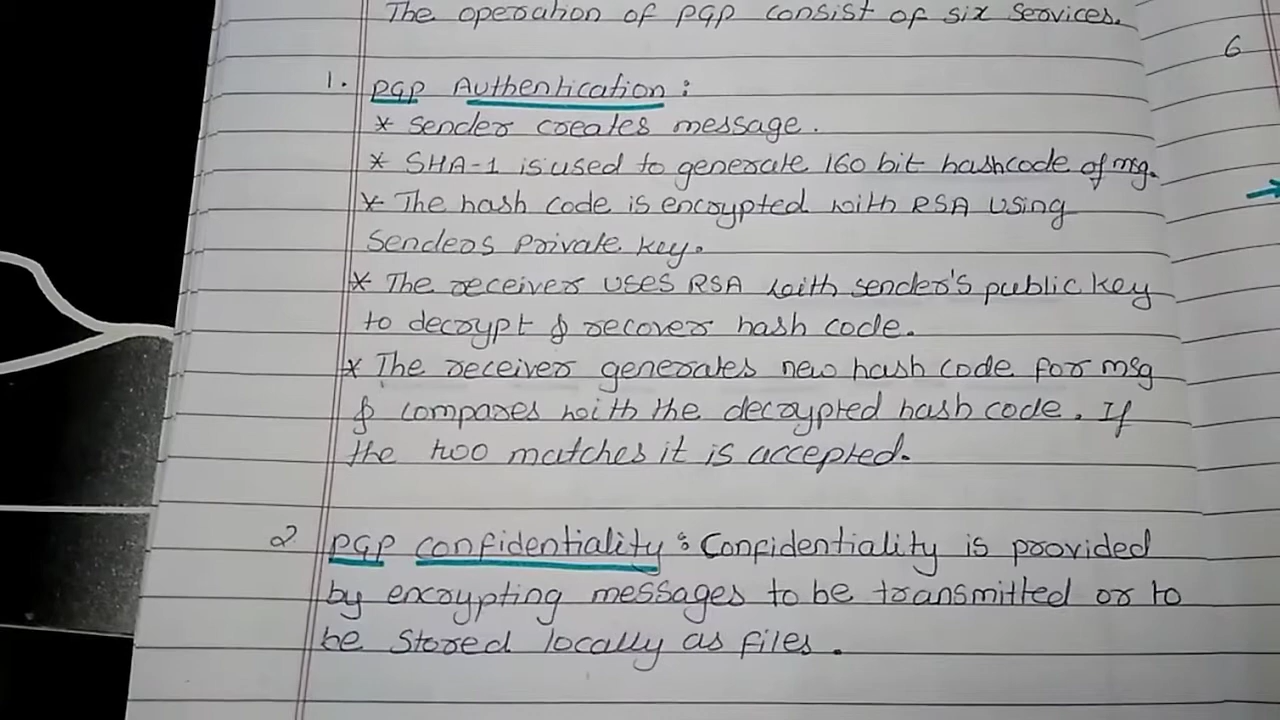 The operation of PGP consist of six services.
6
1. PGP Authentication :
* Sender creates message.
* SHA-1 is used to generate 160 bit hashcode of msg.
* The hash code is encrypted with RSA using
Senders Private key.
* The receiver uses RSA with sender's public key
to decrypt & recover hash code.
* The receiver generates new hash code for msg
& compares with the decrypted hash code. If
the two matches it is accepted.
2 PGP Confidentiality : Confidentiality is provided
by encrypting messages to be transmitted or to
be Stored locally as files.